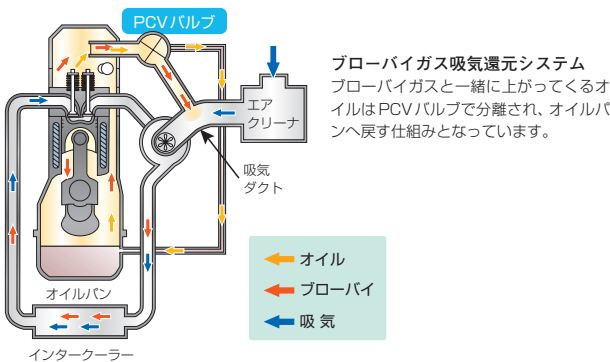 PCVバルブ
ブローバイガス吸気還元システム
ブローバイガスと一緒に上がってくるオ
イルはPCVバルブで分離され、オイルパ
ンへ戻す仕組みとなっています。
エア
クリーナ
吸気
ダクト
オイル
ブローバイ
吸 気
オイルパン
インタークーラー